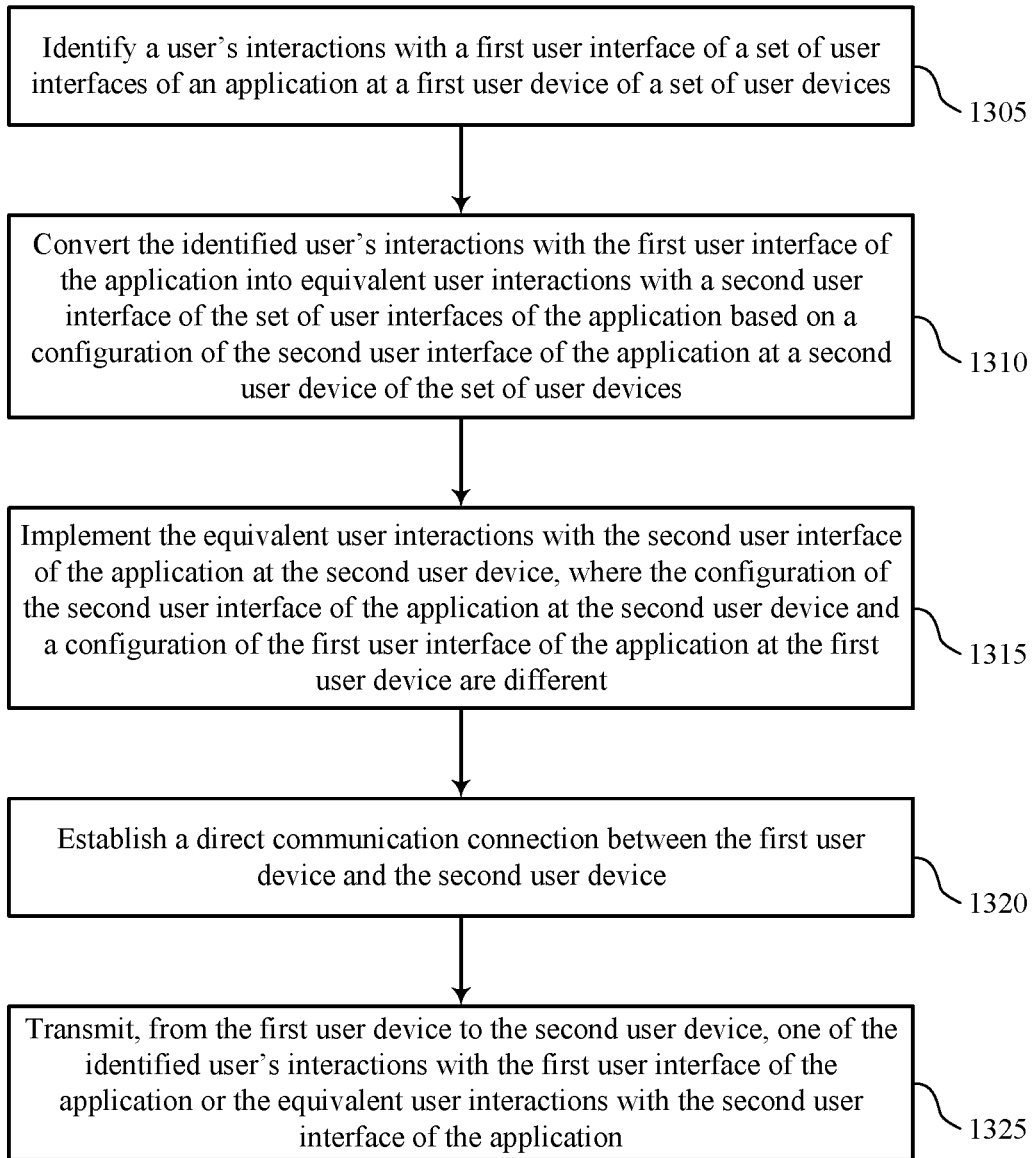 Identify a user’s interactions with a first user interface of a set of user
interfaces of an application at a first user device of a set of user devices
1305
Convert the identified user’s interactions with the first user interface of
the application into equivalent user interactions with a second user
interface of the set of user interfaces of the application based on a
configuration of the second user interface of the application at a second
user device of the set of user devices
1310
Implement the equivalent user interactions with the second user interface
of the application at the second user device, where the configuration of
the second user interface of the application at the second user device and
a configuration of the first user interface of the application at the first
user device are different
1315
Establish a direct communication connection between the first user
device and the second user device
1320
Transmit, from the first user device to the second user device, one of the
identified user’s interactions with the first user interface of the
application or the equivalent user interactions with the second user
interface of the application
1325